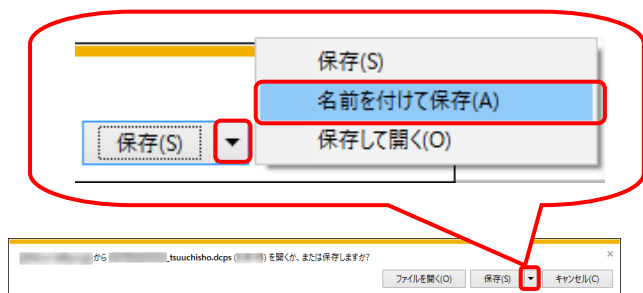 保存(S)
名前を付けて保存(A)
保存(S) ▼
保存して開く(O)
から _tsuuchisho.dcps ( ) を開くか、または保存しますか? ×
ファイルを開く(O) 保存(S) ▼ キャンセル(C)